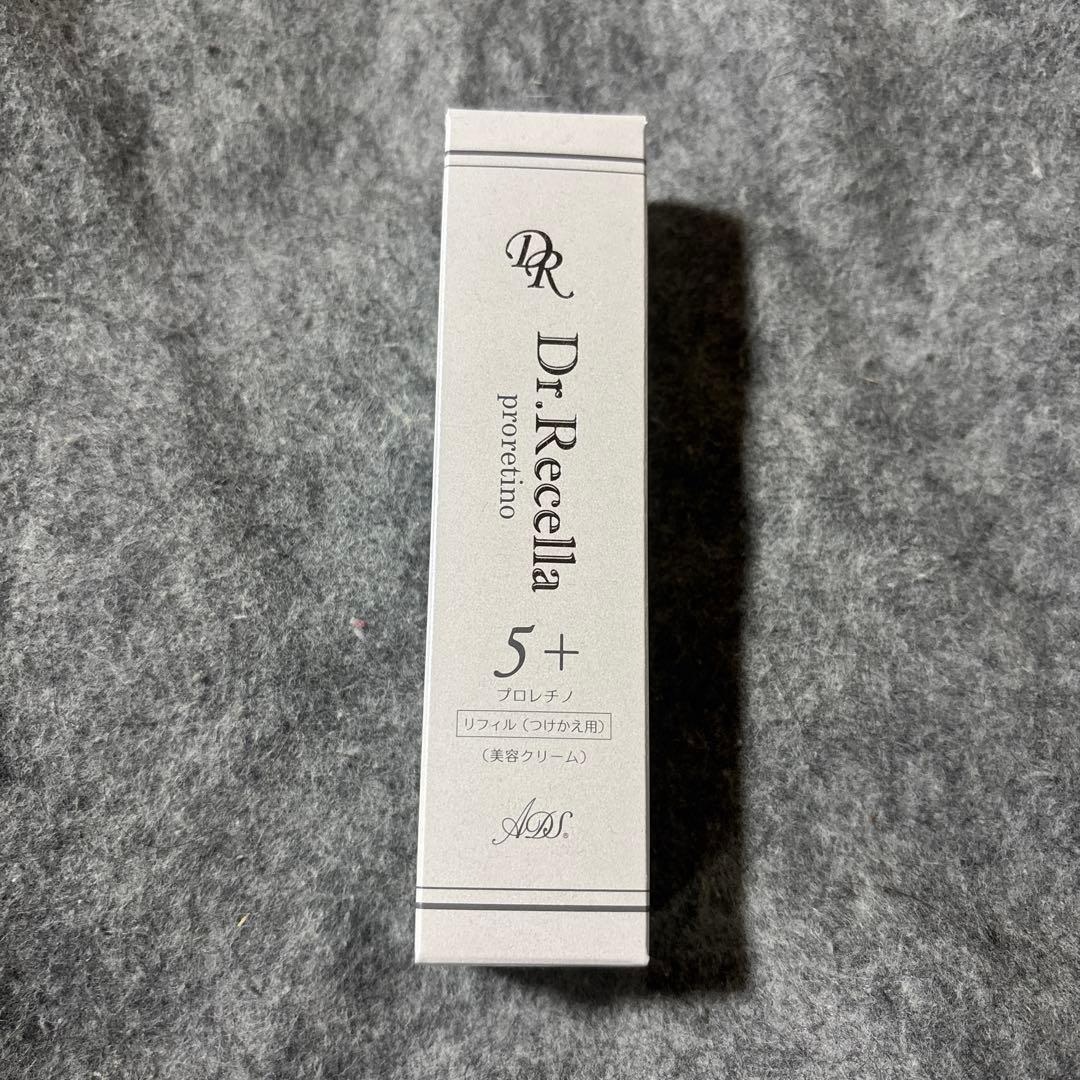 DR
Dr.Recella
proretino
5+
プロレチノ
リフィル（つけかえ用）
（美容クリーム）
ADS®